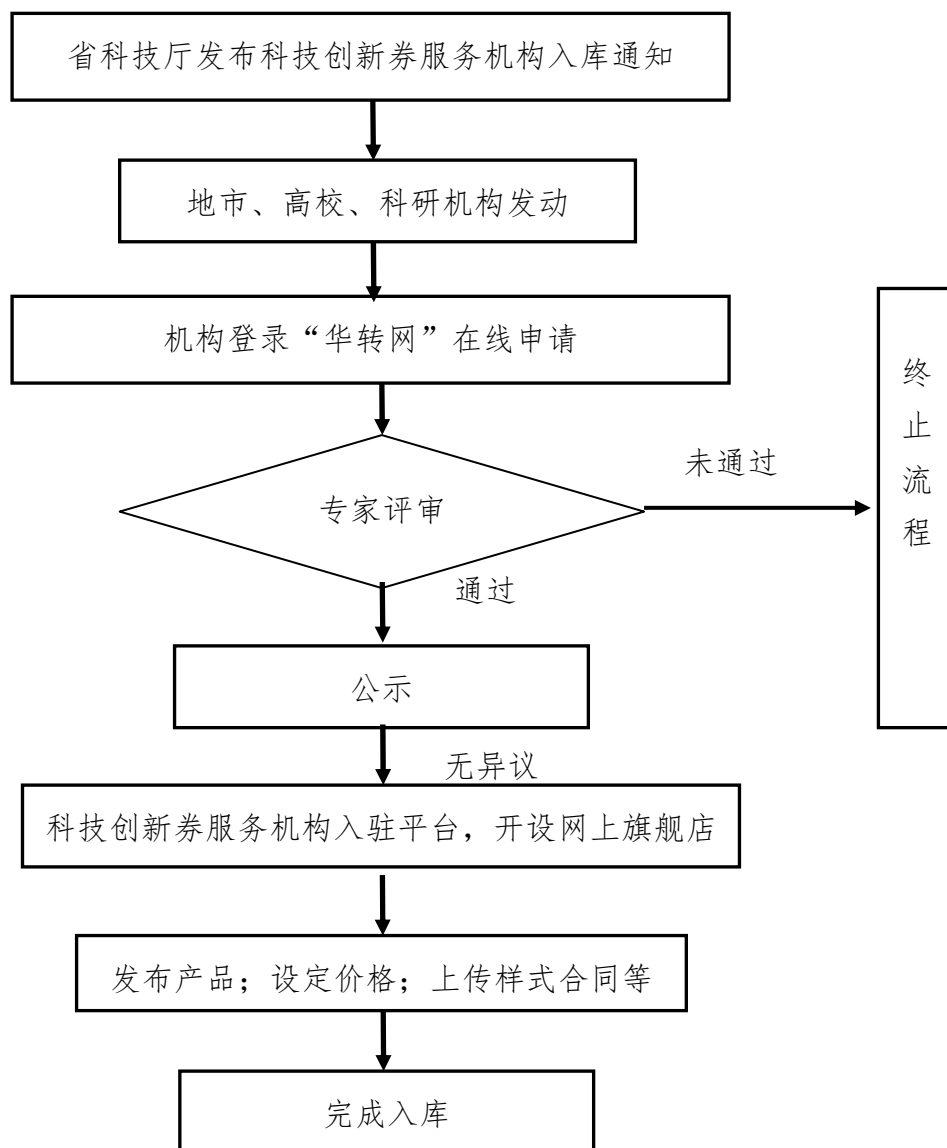 省科技厅发布科技创新券服务机构入库通知
地市、高校、科研机构发动
机构登录“华转网”在线申请
专家评审
未通过
终
止
流
程
通过
公示
无异议
科技创新券服务机构入驻平台，开设网上旗舰店
发布产品；设定价格；上传样式合同等
完成入库